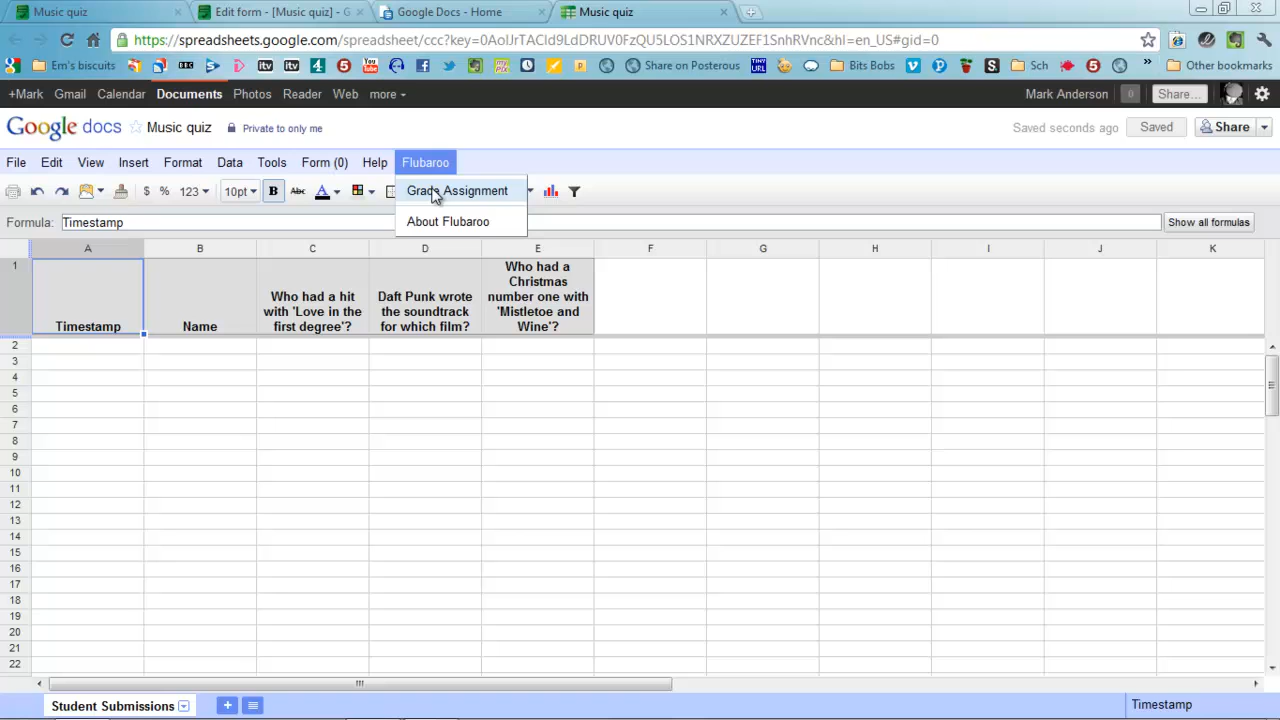 Music quiz
Edit form - [Music quiz] - G
Google Docs - Home
Music quiz
https://spreadsheets.google.com/spreadsheet/ccc?key=0AolJrTACld9LdDRUV0FzQU5LOS1NRXZUZEF1SnhRVnc&hl=en_US#gid=0
Em's biscuits
itv
itv
Share on Posterous
Bits Bobs
Sch
Other bookmarks
+Mark Gmail Calendar Documents Photos Reader Web more
Mark Anderson 0 Share...
Google docs Music quiz Private to only me
Saved seconds ago Saved Share
File Edit View Insert Format Data Tools Form (0) Help Flubaroo
$ % 123 10pt B Abc A
Grade Assignment
About Flubaroo
Formula: Timestamp Show all formulas
A B C D E F G H I J K
1 Timestamp Name
Who had a hit
with 'Love in the
first degree'?
Daft Punk wrote
the soundtrack
for which film?
Who had a
Christmas
number one with
'Mistletoe and
Wine'?
2
3
4
5
6
7
8
9
10
11
12
13
14
15
16
17
18
19
20
21
22
Student Submissions
Timestamp